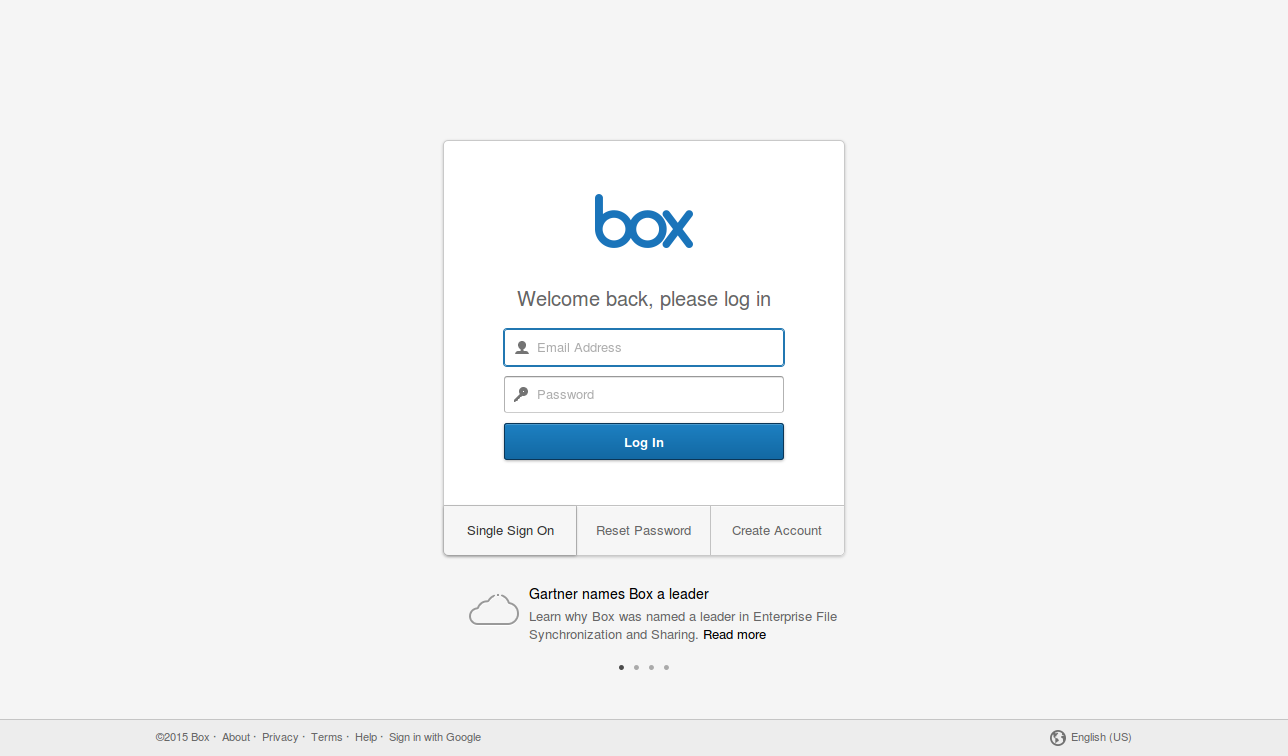 box
Welcome back, please log in
Email Address
Password
Log In
Single Sign On
Reset Password
Create Account
Gartner names Box a leader
Learn why Box was named a leader in Enterprise File
Synchronization and Sharing. Read more
©2015 Box · About · Privacy · Terms · Help · Sign in with Google
English (US)